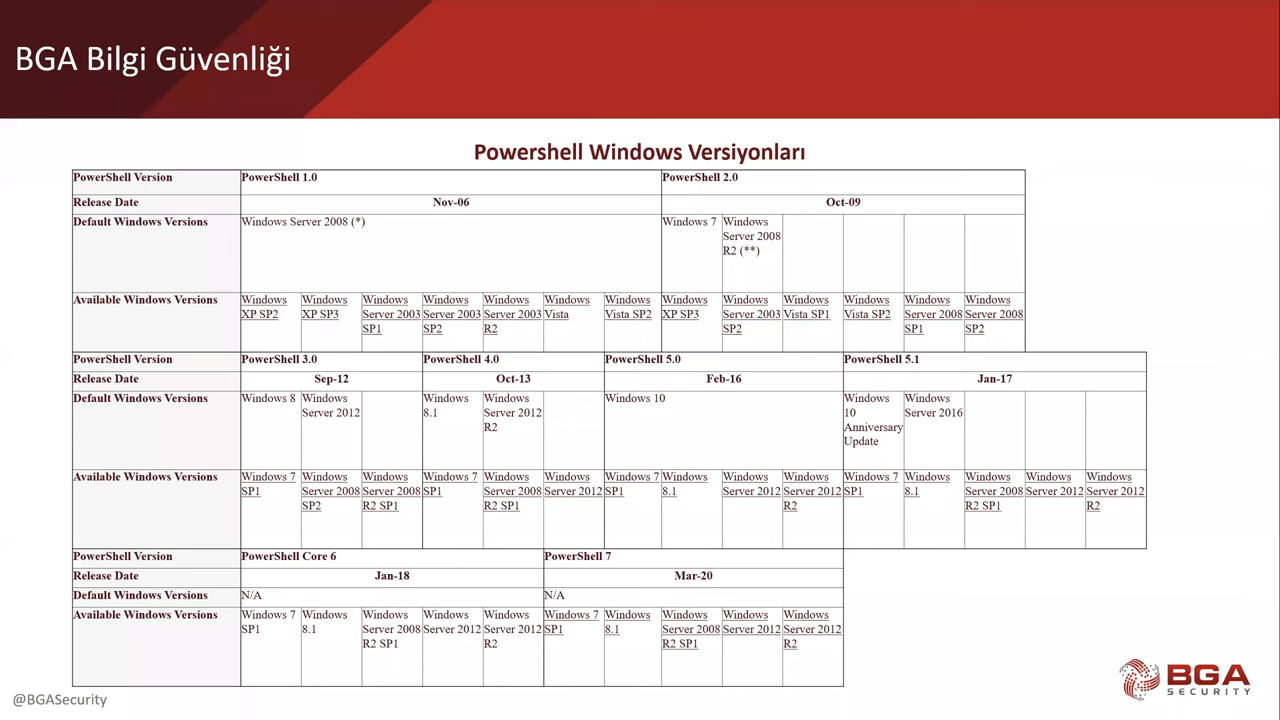 BGA Bilgi Güvenliği
Powershell Windows Versiyonları
PowerShell Version PowerShell 1.0 PowerShell 2.0
Release Date Nov-06 Oct-09
Default Windows Versions Windows Server 2008 (*) Windows 7 Windows Server 2008 R2 (**)
Available Windows Versions Windows XP SP2 Windows XP SP3 Windows Server 2003 SP1 Windows Server 2003 SP2 Windows Server 2003 R2 Windows Vista Windows Vista SP2 Windows XP SP3 Windows Server 2003 SP2 Windows Vista SP1 Windows Vista SP2 Windows Server 2008 SP1 Windows Server 2008 SP2
PowerShell Version PowerShell 3.0 PowerShell 4.0 PowerShell 5.0 PowerShell 5.1
Release Date Sep-12 Oct-13 Feb-16 Jan-17
Default Windows Versions Windows 8 Windows Server 2012 Windows 8.1 Windows Server 2012 R2 Windows 10 Windows 10 Anniversary Update Windows Server 2016
Available Windows Versions Windows 7 SP1 Windows Server 2008 SP2 Windows Server 2008 R2 SP1 Windows 7 SP1 Windows Server 2008 R2 SP1 Windows Server 2012 Windows 7 SP1 Windows 8.1 Windows Server 2012 Windows Server 2012 R2 Windows 7 SP1 Windows 8.1 Windows Server 2008 R2 SP1 Windows Server 2012 Windows Server 2012 R2
PowerShell Version PowerShell Core 6 PowerShell 7
Release Date Jan-18 Mar-20
Default Windows Versions N/A N/A
Available Windows Versions Windows 7 SP1 Windows 8.1 Windows Server 2008 R2 SP1 Windows Server 2012 Windows Server 2012 R2 Windows 7 SP1 Windows 8.1 Windows Server 2008 R2 SP1 Windows Server 2012 Windows Server 2012 R2
@BGASecurity
BGA
SECURITY